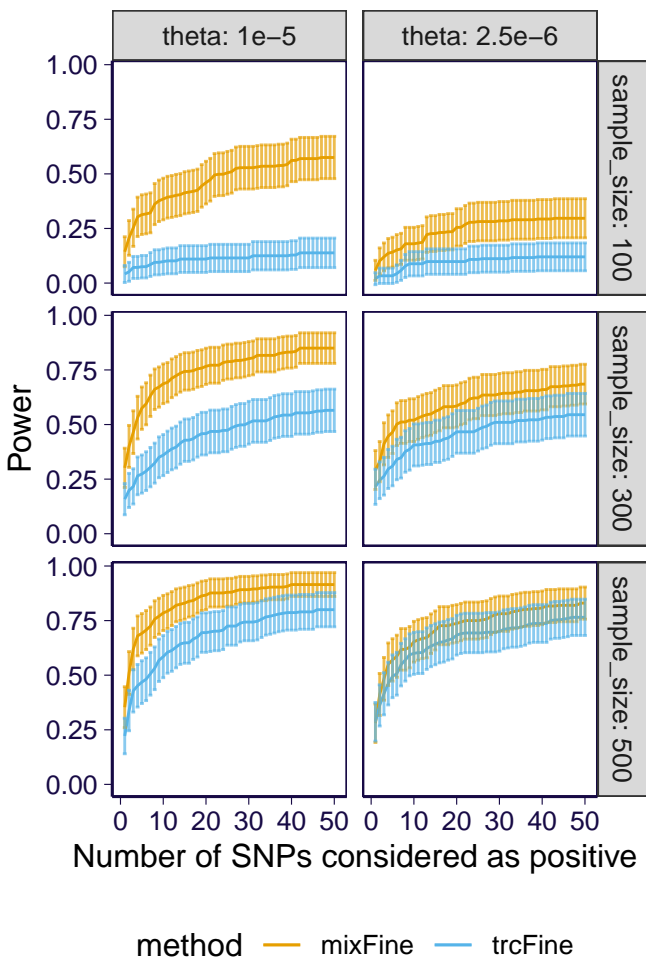 theta: 1e−5
theta: 2.5e−6
1.00
0.75
0.50
0.25
0.00
sample_size: 100
1.00
0.75
0.50
0.25
0.00
sample_size: 300
1.00
0.75
0.50
0.25
0.00
sample_size: 500
Power
0 10 20 30 40 50
0 10 20 30 40 50
Number of SNPs considered as positive
method mixFine trcFine